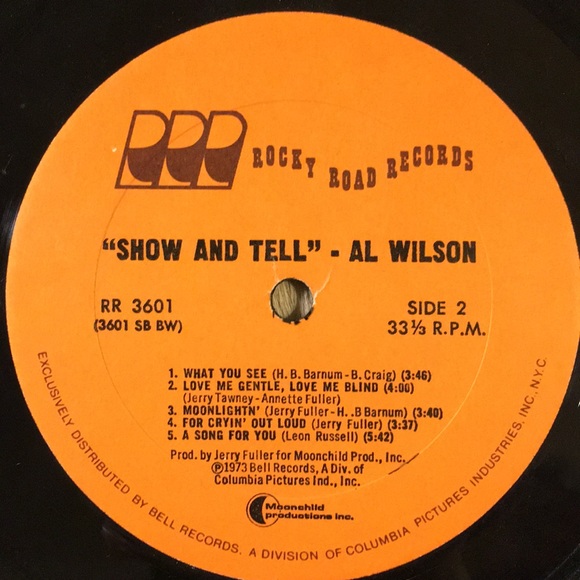 RRR ROCKY ROAD RECORDS
"SHOW AND TELL" - AL WILSON
RR 3601
(3601 SB BW)
SIDE 2
33⅓ R.P.M.
1. WHAT YOU SEE (H. B. Barnum-B. Craig) (3:46)
2. LOVE ME GENTLE, LOVE ME BLIND (4:00)
(Jerry Tawney-Annette Fuller)
3. MOONLIGHTN' (Jerry Fuller-H. .B Barnum) (3:40)
4. FOR CRYIN' OUT LOUD (Jerry Fuller) (3:37)
5. A SONG FOR YOU (Leon Russell) (5:42)
Prod. by Jerry Fuller for Moonchild Prod., Inc.
℗1973 Bell Records, A Div. of
Columbia Pictures Ind., Inc.
Moonchild
productions inc.
EXCLUSIVELY DISTRIBUTED BY BELL RECORDS. A DIVISION OF COLUMBIA PICTURES INDUSTRIES, INC., N.Y.C.